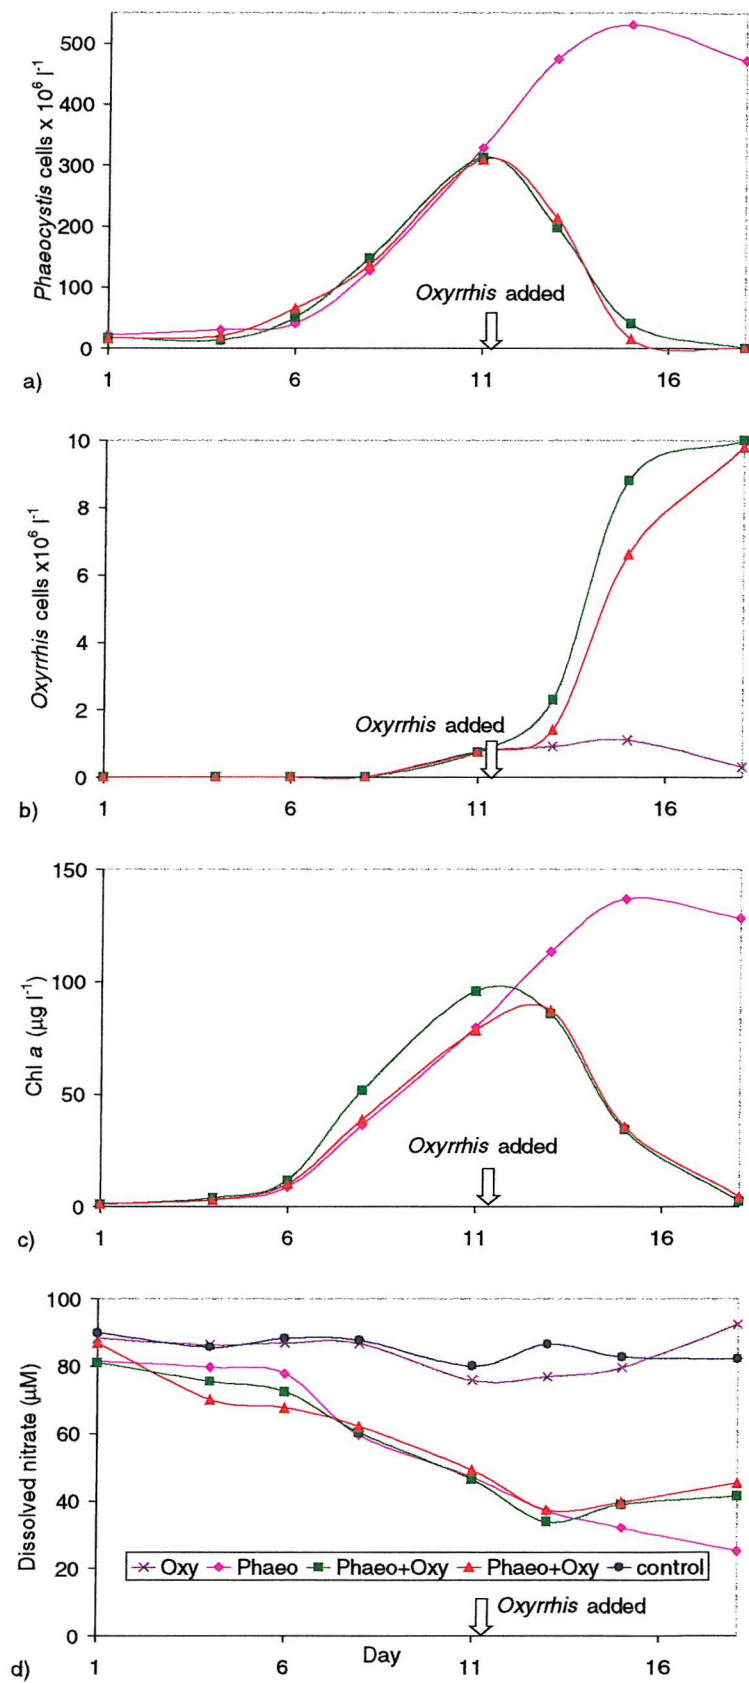 500
400
300
200
100
0
Phaeocystis cells x 10⁶ l⁻¹
Oxyrrhis added
1 6 11 16
a)
10
8
6
4
2
0
Oxyrrhis cells x10⁶ l⁻¹
Oxyrrhis added
1 6 11 16
b)
150
100
50
0
Chl a (µg l⁻¹)
Oxyrrhis added
1 6 11 16
c)
100
80
60
40
20
0
Dissolved nitrate (µM)
Oxy Phaeo Phaeo+Oxy Phaeo+Oxy control
Oxyrrhis added
1 6 11 16
Day
d)